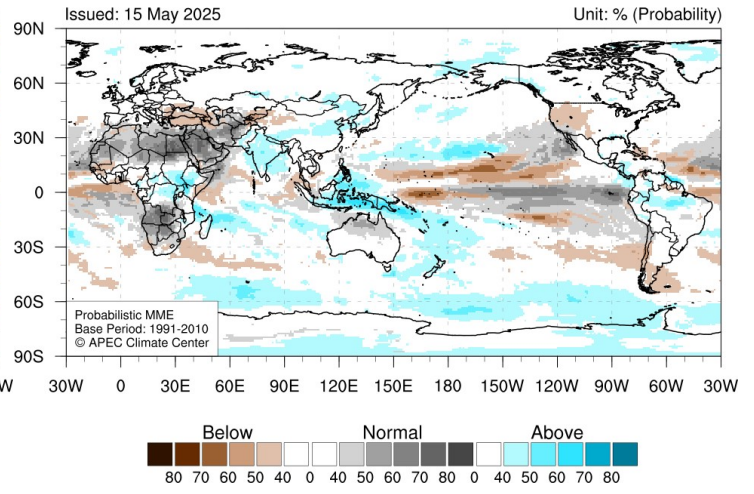 Issued: 15 May 2025
Unit: % (Probability)
90N
60N
30N
0
30S
60S
90S
Probabilistic MME
Base Period: 1991-2010
© APEC Climate Center
W
30W 0 30E 60E 90E 120E 150E 180 150W 120W 90W 60W 30W
Below Normal Above
80 70 60 50 40 0 40 50 60 70 80 0 40 50 60 70 80